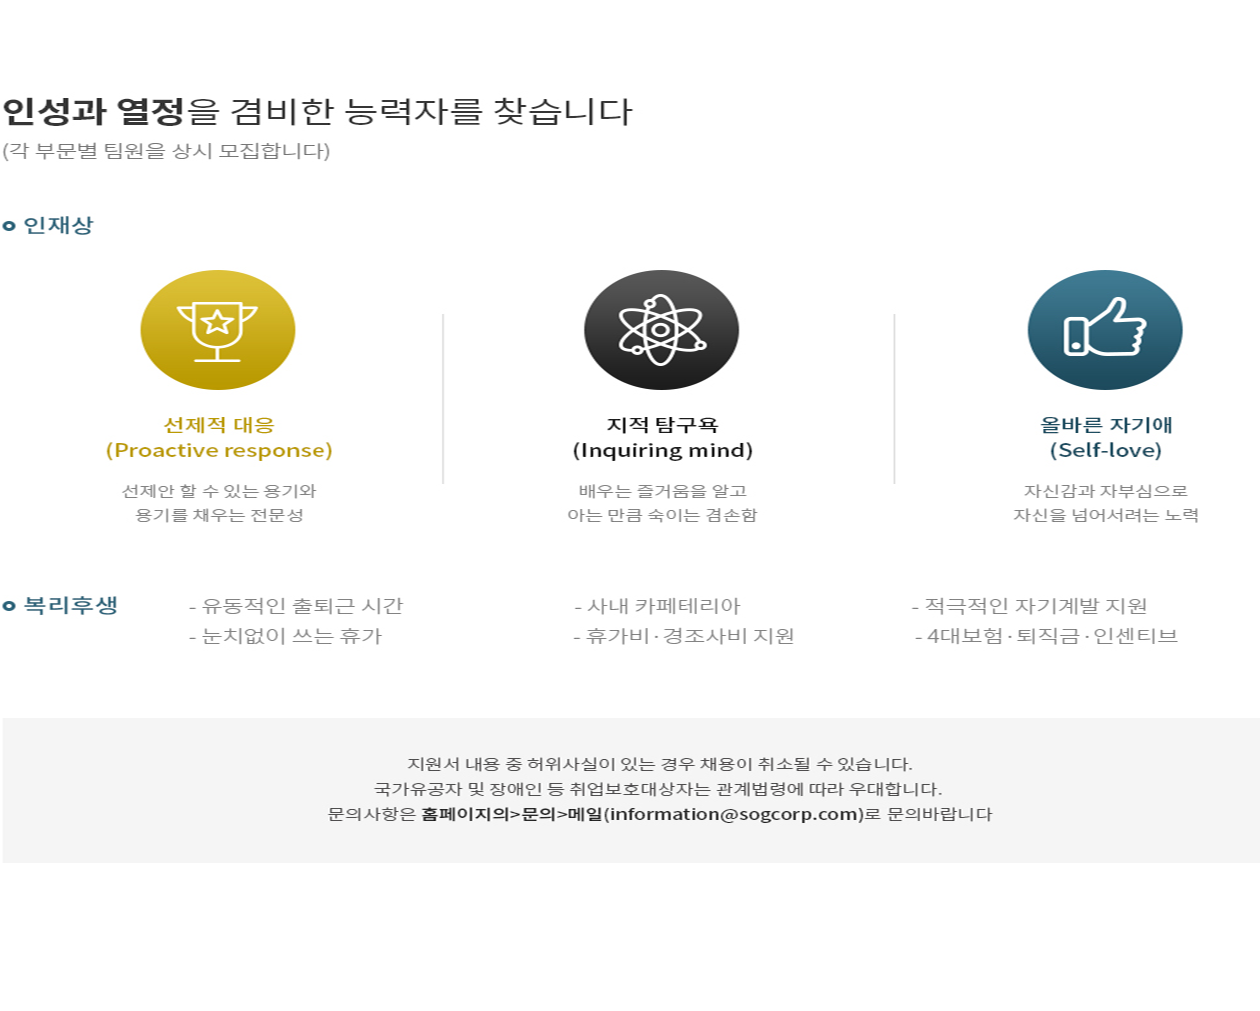 인성과 열정을 겸비한 능력자를 찾습니다
(각 부문별 팀원을 상시 모집합니다)
인재상
선제적 대응
(Proactive response)
선제안 할 수 있는 용기와
용기를 채우는 전문성
지적 탐구욕
(Inquiring mind)
배우는 즐거움을 알고
아는 만큼 숙이는 겸손함
올바른 자기애
(Self-love)
자신감과 자부심으로
자신을 넘어서려는 노력
복리후생
- 유동적인 출퇴근 시간
- 눈치없이 쓰는 휴가
- 사내 카페테리아
- 휴가비·경조사비 지원
- 적극적인 자기계발 지원
- 4대보험·퇴직금·인센티브
지원서 내용 중 허위사실이 있는 경우 채용이 취소될 수 있습니다.
국가유공자 및 장애인 등 취업보호대상자는 관계법령에 따라 우대합니다.
문의사항은 홈페이지의>문의>메일(information@sogcorp.com)로 문의바랍니다